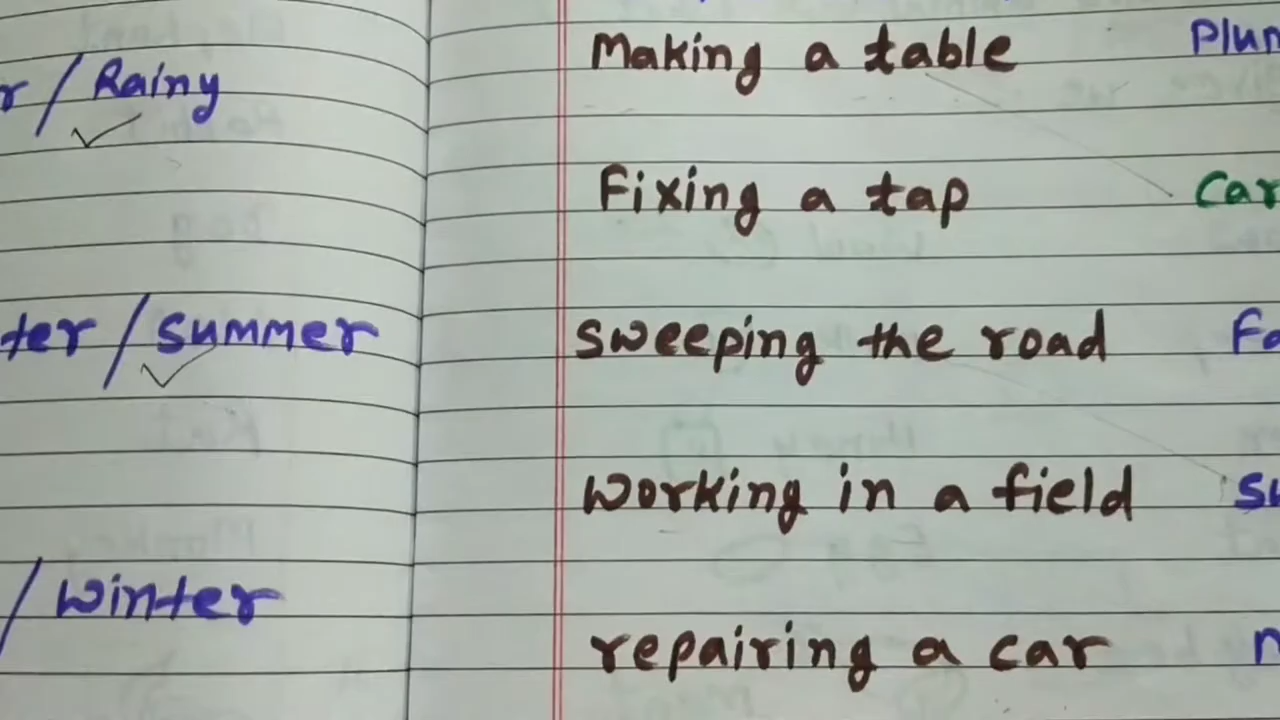 Rainy
Summer
/ Winter
Making a table
Fixing a tap
Sweeping the road
Working in a field
repairing a car